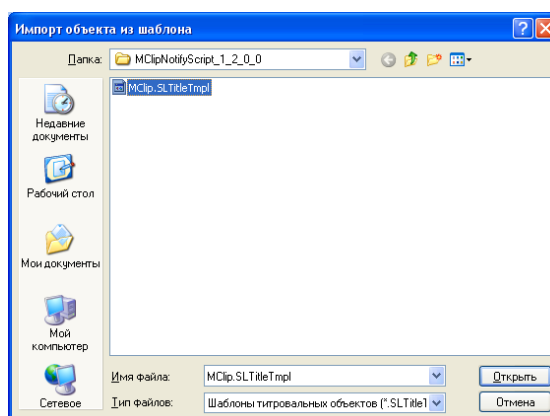 Импорт объекта из шаблона
Папка:
MClipNotifyScript_1_2_0_0
MClip.SLTitleTmpl
Недавние
документы
Рабочий стол
Мои документы
Мой
компьютер
Сетевое
Имя файла:
MClip.SLTitleTmpl
Открыть
Тип файлов:
Шаблоны титровальных объектов (*.SLTitleT
Отмена